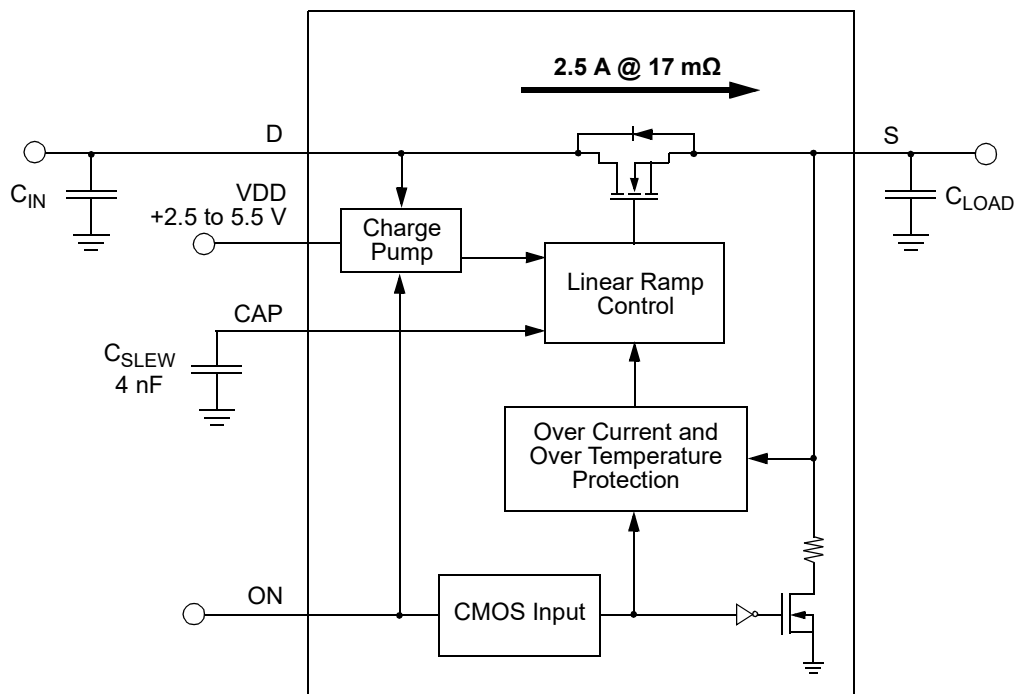 2.5 A @ 17 mΩ
D
S
C_IN
VDD
+2.5 to 5.5 V
C_LOAD
Charge
Pump
Linear Ramp
Control
CAP
C_SLEW
4 nF
Over Current and
Over Temperature
Protection
ON
CMOS Input